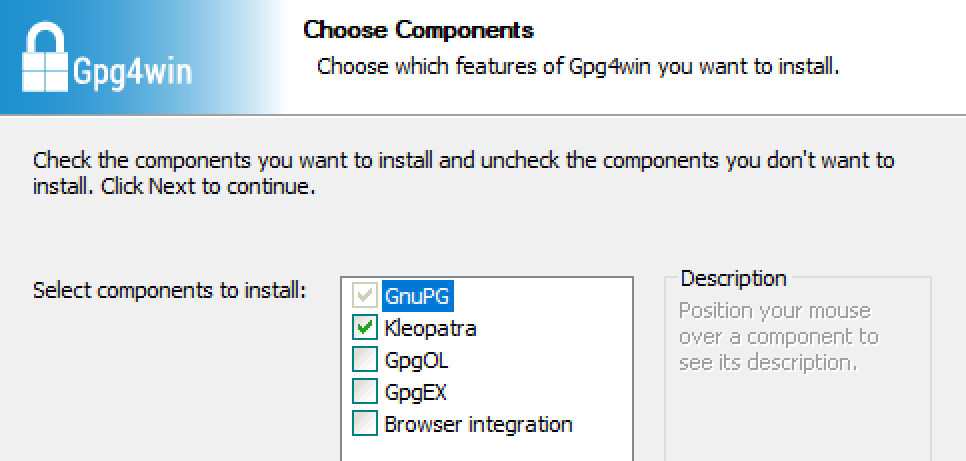 Gpg4win
Choose Components
Choose which features of Gpg4win you want to install.
Check the components you want to install and uncheck the components you don't want to
install. Click Next to continue.
Select components to install:
GnuPG
Kleopatra
GpgOL
GpgEX
Browser integration
Description
Position your mouse
over a component to
see its description.